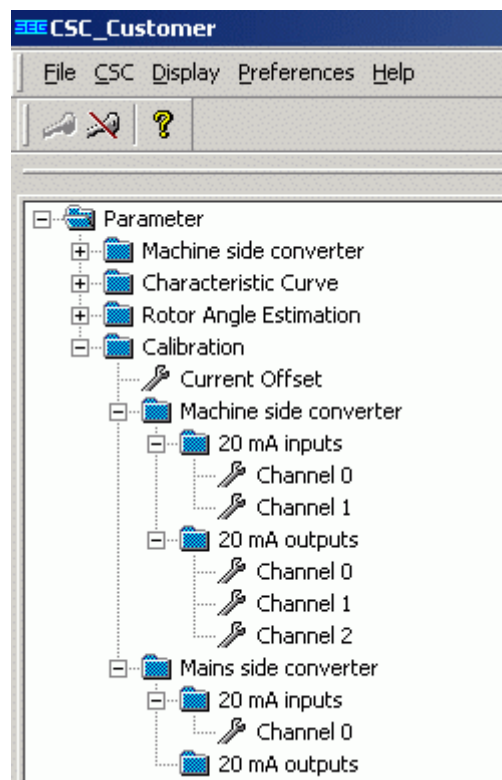 SEG CSC_Customer
File CSC Display Preferences Help
?
Parameter
Machine side converter
Characteristic Curve
Rotor Angle Estimation
Calibration
Current Offset
Machine side converter
20 mA inputs
Channel 0
Channel 1
20 mA outputs
Channel 0
Channel 1
Channel 2
Mains side converter
20 mA inputs
Channel 0
20 mA outputs